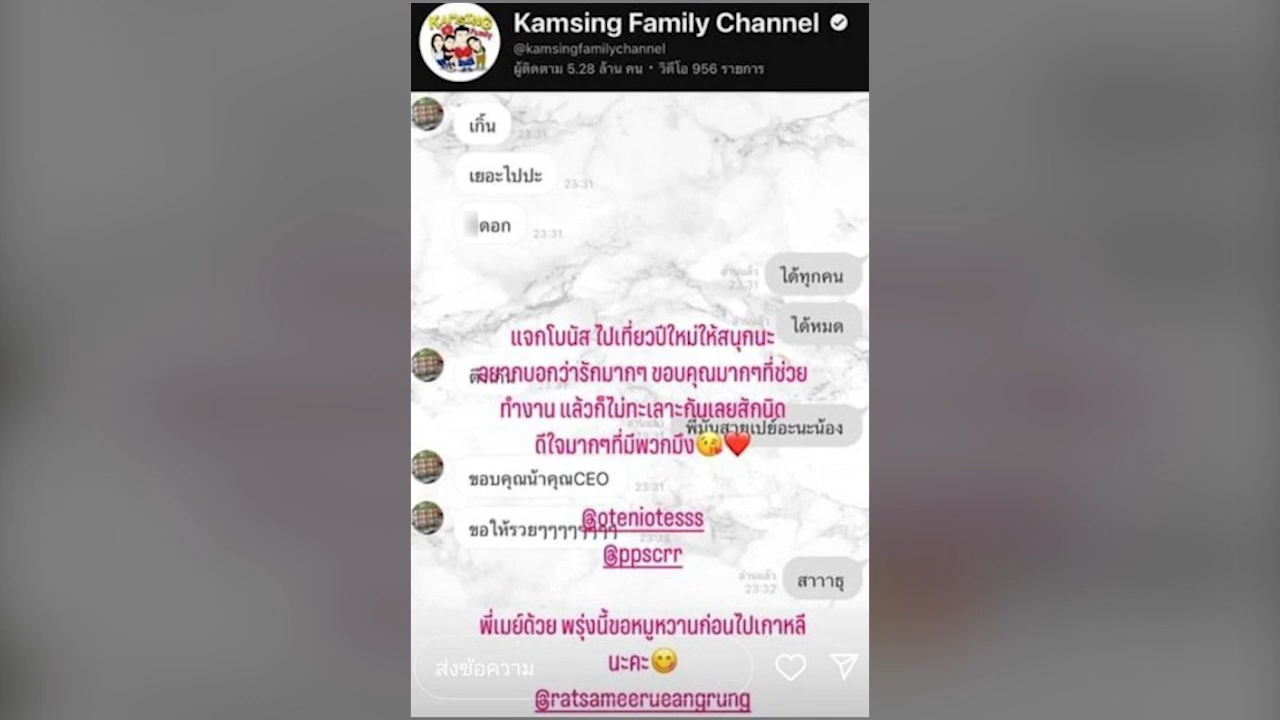 KAMSING
Family
Kamsing Family Channel
@kamsingfamilychannel
ผู้ติดตาม 5.28 ล้าน คน • วิดีโอ 956 รายการ
เกิ้น
23:31
เยอะไปปะ
23:31
ดอก
23:31
ได้ทุกคน
อ่านแล้ว
23:31
ได้หมด
แจกโบนัส ไปเที่ยวปีใหม่ให้สนุกนะ
อยากบอกว่ารักมากๆ ขอบคุณมากๆที่ช่วย
ทำงาน แล้วก็ไม่ทะเลาะกันเลยสักนิด
พี่มันสายเปย์อะนะน้อง
ดีใจมากๆที่มีพวกมึง😘❤️
ขอบคุณน้าคุณCEO
23:31
@oteniotesss
ขอให้รวยๆๆๆๆๆๆๆ
@ppscrr
สาาาธุ
อ่านแล้ว
23:32
พี่เมย์ด้วย พรุ่งนี้ขอหมูหวานก่อนไปเกาหลี
นะคะ😋
ส่งข้อความ
@ratsameerueangrung